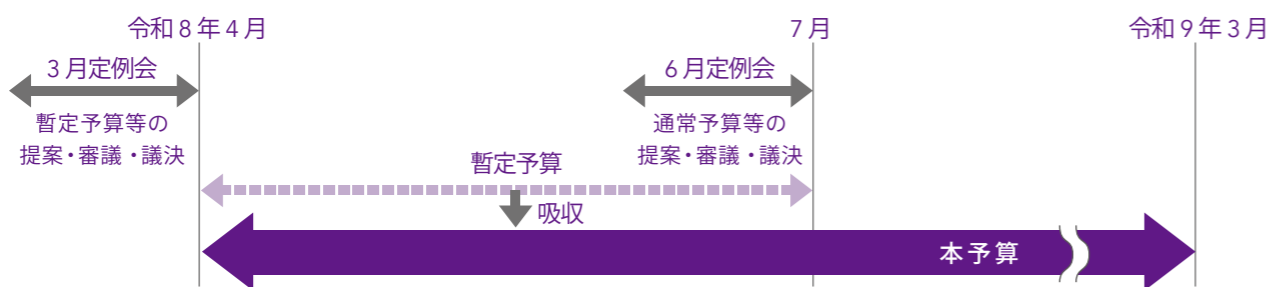 令和8年4月
7月
令和9年3月
3月定例会
6月定例会
暫定予算等の
提案・審議・議決
通常予算等の
提案・審議・議決
暫定予算
吸収
本予算